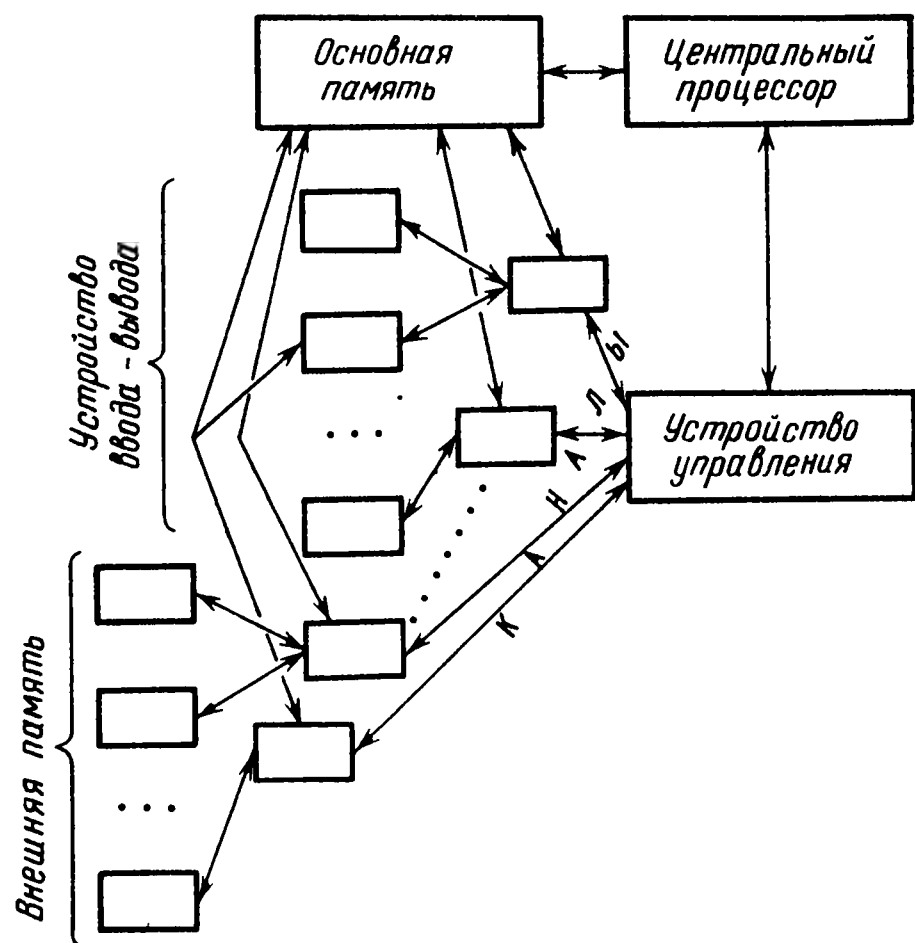 Основная
память
Центральный
процессор
Устройство
ввода - вывода
КАНАЛЫ
Устройство
управления
Внешняя память